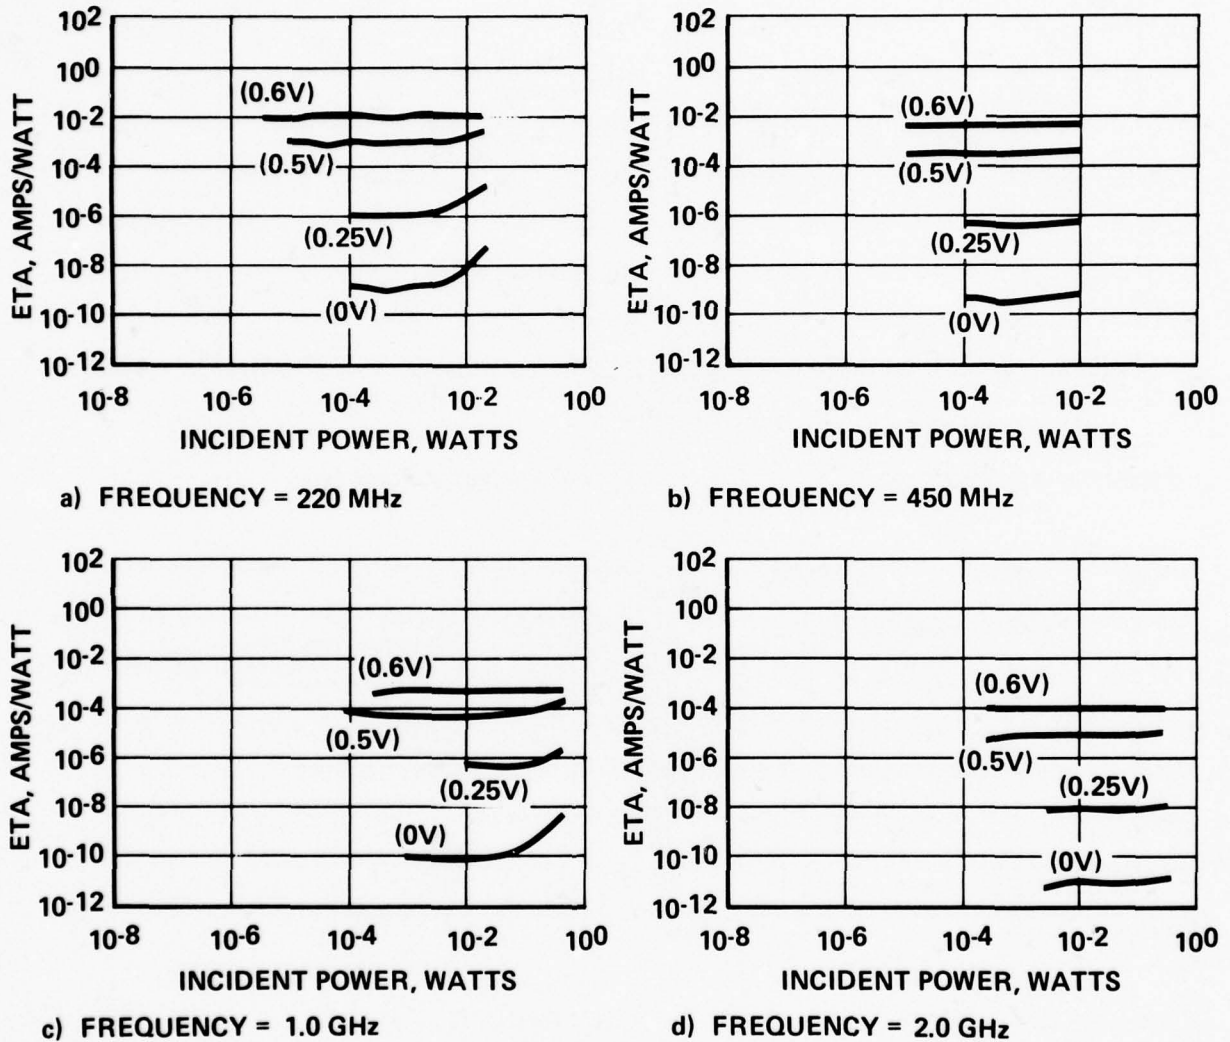 ETA, AMPS/WATT
10²
10⁰
10⁻²
10⁻⁴
10⁻⁶
10⁻⁸
10⁻¹⁰
10⁻¹²
(0.6V)
(0.5V)
(0.25V)
(0V)
10⁻⁸ 10⁻⁶ 10⁻⁴ 10⁻² 10⁰
INCIDENT POWER, WATTS
a) FREQUENCY = 220 MHz
ETA, AMPS/WATT
10²
10⁰
10⁻²
10⁻⁴
10⁻⁶
10⁻⁸
10⁻¹⁰
10⁻¹²
(0.6V)
(0.5V)
(0.25V)
(0V)
10⁻⁸ 10⁻⁶ 10⁻⁴ 10⁻² 10⁰
INCIDENT POWER, WATTS
b) FREQUENCY = 450 MHz
ETA, AMPS/WATT
10²
10⁰
10⁻²
10⁻⁴
10⁻⁶
10⁻⁸
10⁻¹⁰
10⁻¹²
(0.6V)
(0.5V)
(0.25V)
(0V)
10⁻⁸ 10⁻⁶ 10⁻⁴ 10⁻² 10⁰
INCIDENT POWER, WATTS
c) FREQUENCY = 1.0 GHz
ETA, AMPS/WATT
10²
10⁰
10⁻²
10⁻⁴
10⁻⁶
10⁻⁸
10⁻¹⁰
10⁻¹²
(0.6V)
(0.5V)
(0.25V)
(0V)
10⁻⁸ 10⁻⁶ 10⁻⁴ 10⁻² 10⁰
INCIDENT POWER, WATTS
d) FREQUENCY = 2.0 GHz